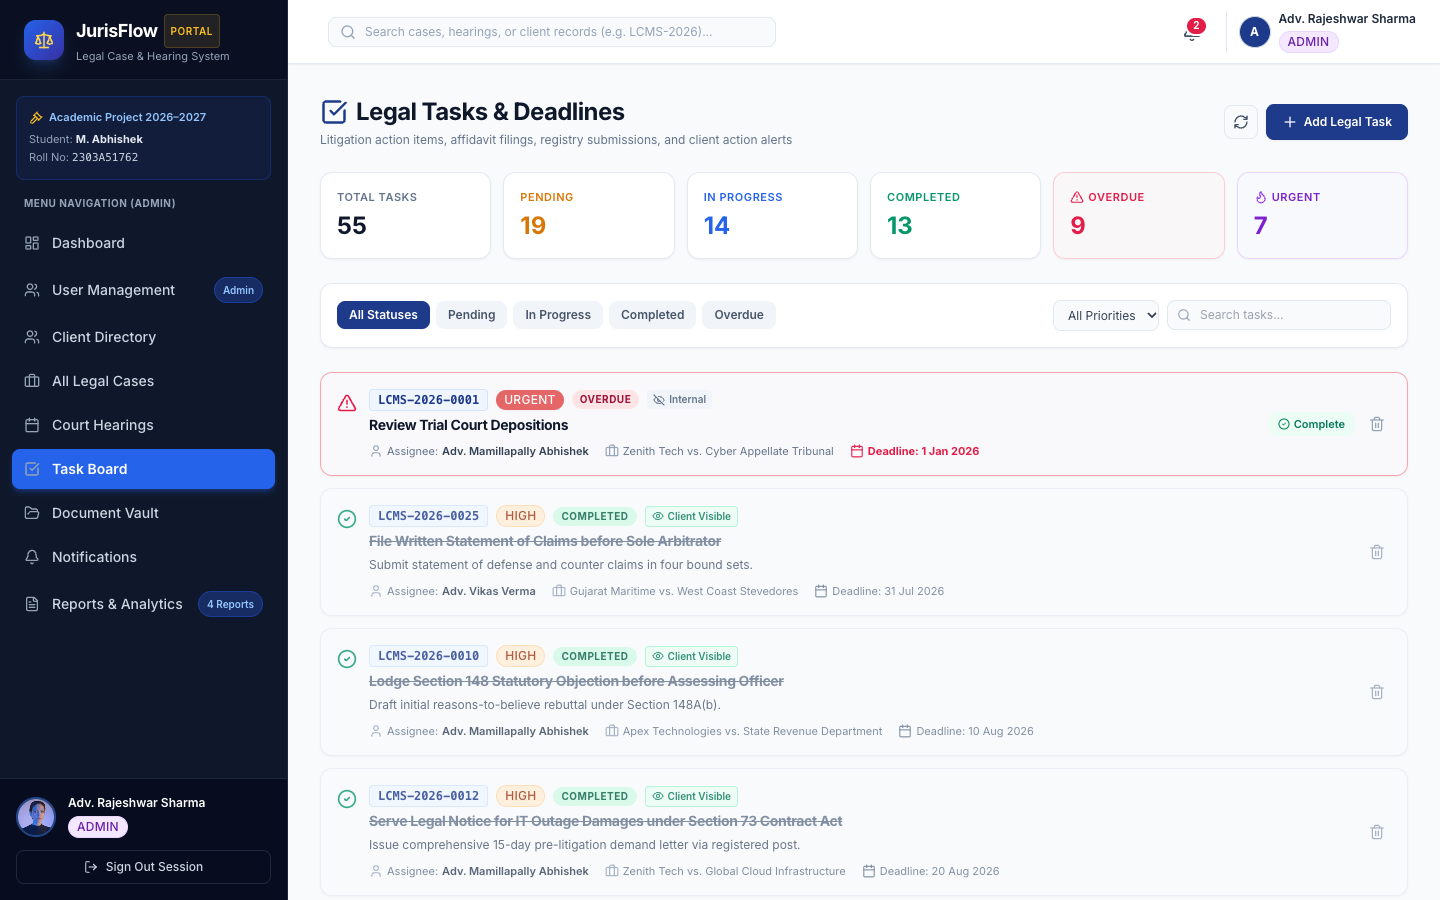 JurisFlow PORTAL
Legal Case & Hearing System
Academic Project 2026–2027
Student: M. Abhishek
Roll No: 2303A51762
MENU NAVIGATION (ADMIN)
Dashboard
User Management Admin
Client Directory
All Legal Cases
Court Hearings
Task Board
Document Vault
Notifications
Reports & Analytics 4 Reports
Adv. Rajeshwar Sharma
ADMIN
Sign Out Session
Search cases, hearings, or client records (e.g. LCMS-2026)...
2
A
Adv. Rajeshwar Sharma
ADMIN
Legal Tasks & Deadlines
Litigation action items, affidavit filings, registry submissions, and client action alerts
Add Legal Task
TOTAL TASKS
55
PENDING
19
IN PROGRESS
14
COMPLETED
13
OVERDUE
9
URGENT
7
All Statuses Pending In Progress Completed Overdue All Priorities Search tasks...
LCMS-2026-0001 URGENT OVERDUE Internal
Review Trial Court Depositions
Assignee: Adv. Mamillapally Abhishek Zenith Tech vs. Cyber Appellate Tribunal Deadline: 1 Jan 2026
Complete
LCMS-2026-0025 HIGH COMPLETED Client Visible
File Written Statement of Claims before Sole Arbitrator
Submit statement of defense and counter claims in four bound sets.
Assignee: Adv. Vikas Verma Gujarat Maritime vs. West Coast Stevedores Deadline: 31 Jul 2026
LCMS-2026-0010 HIGH COMPLETED Client Visible
Lodge Section 148 Statutory Objection before Assessing Officer
Draft initial reasons-to-believe rebuttal under Section 148A(b).
Assignee: Adv. Mamillapally Abhishek Apex Technologies vs. State Revenue Department Deadline: 10 Aug 2026
LCMS-2026-0012 HIGH COMPLETED Client Visible
Serve Legal Notice for IT Outage Damages under Section 73 Contract Act
Issue comprehensive 15-day pre-litigation demand letter via registered post.
Assignee: Adv. Mamillapally Abhishek Zenith Tech vs. Global Cloud Infrastructure Deadline: 20 Aug 2026